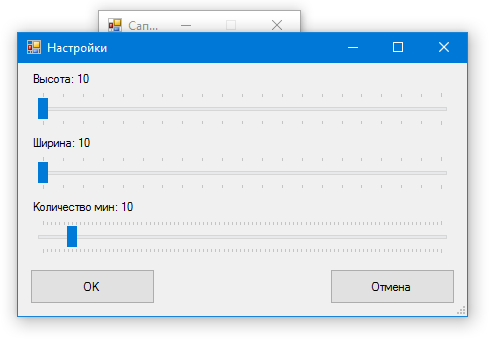 Сап...
Настройки
Высота: 10
Ширина: 10
Количество мин: 10
OK
Отмена